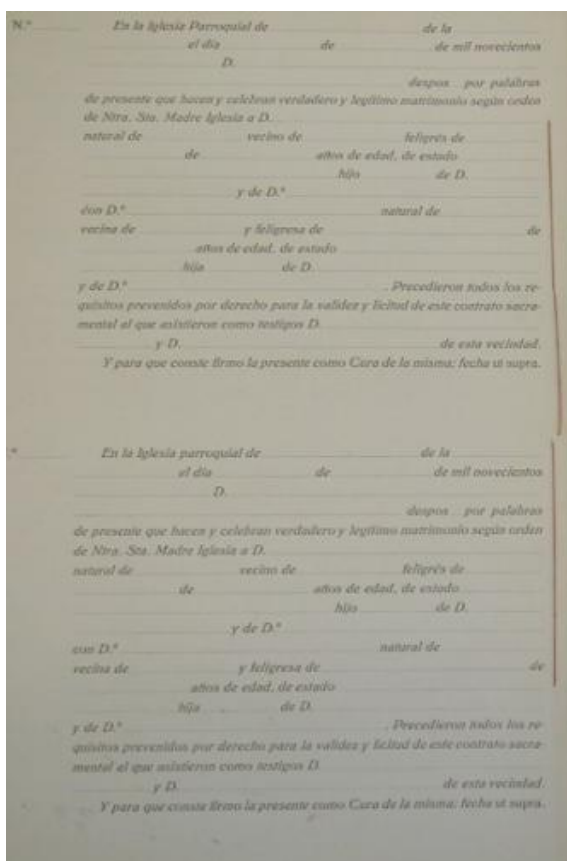 N.º En la Iglesia Parroquial de de la
el día de de mil novecientos
D.
despos por palabras
de presente que hacen y celebran verdadero y legítimo matrimonio según orden
de Ntra. Sta. Madre Iglesia a D.
natural de vecino de feligrés de
de años de edad, de estado
hijo de D.
y de D.ª
con D.ª natural de
vecina de y feligresa de de
años de edad, de estado
hija de D.
y de D.ª . Precedieron todos los re-
quisitos prevenidos por derecho para la validez y licitud de este contrato sacra-
mental al que asistieron como testigos D.
y D. de esta vecindad.
Y para que conste firmo la presente como Cura de la misma; fecha ut supra.
º En la Iglesia parroquial de de la
el día de de mil novecientos
D.
despos por palabras
de presente que hacen y celebran verdadero y legítimo matrimonio según orden
de Ntra. Sta. Madre Iglesia a D.
natural de vecino de feligrés de
de años de edad, de estado
hijo de D.
y de D.ª
con D.ª natural de
vecina de y feligresa de de
años de edad, de estado
hija de D.
y de D.ª . Precedieron todos los re-
quisitos prevenidos por derecho para la validez y licitud de este contrato sacra-
mental al que asistieron como testigos D.
y D. de esta vecindad.
Y para que conste firmo la presente como Cura de la misma; fecha ut supra.